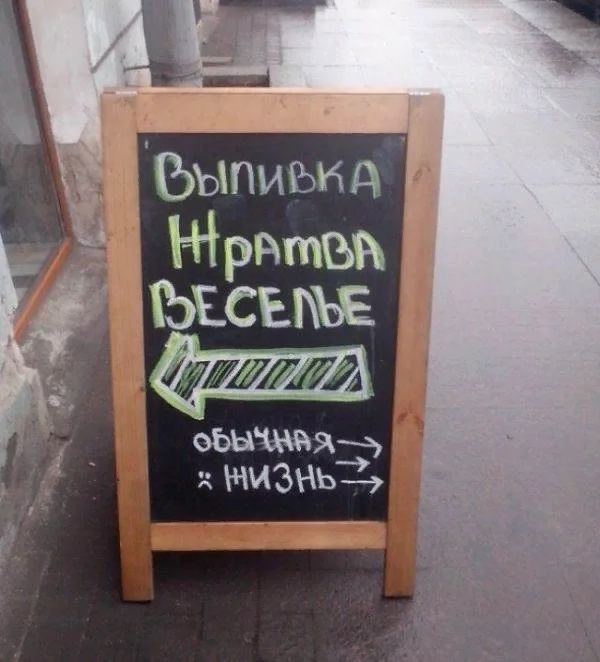 Выпивка
Жратва
Веселье
обычная →
:( жизнь →